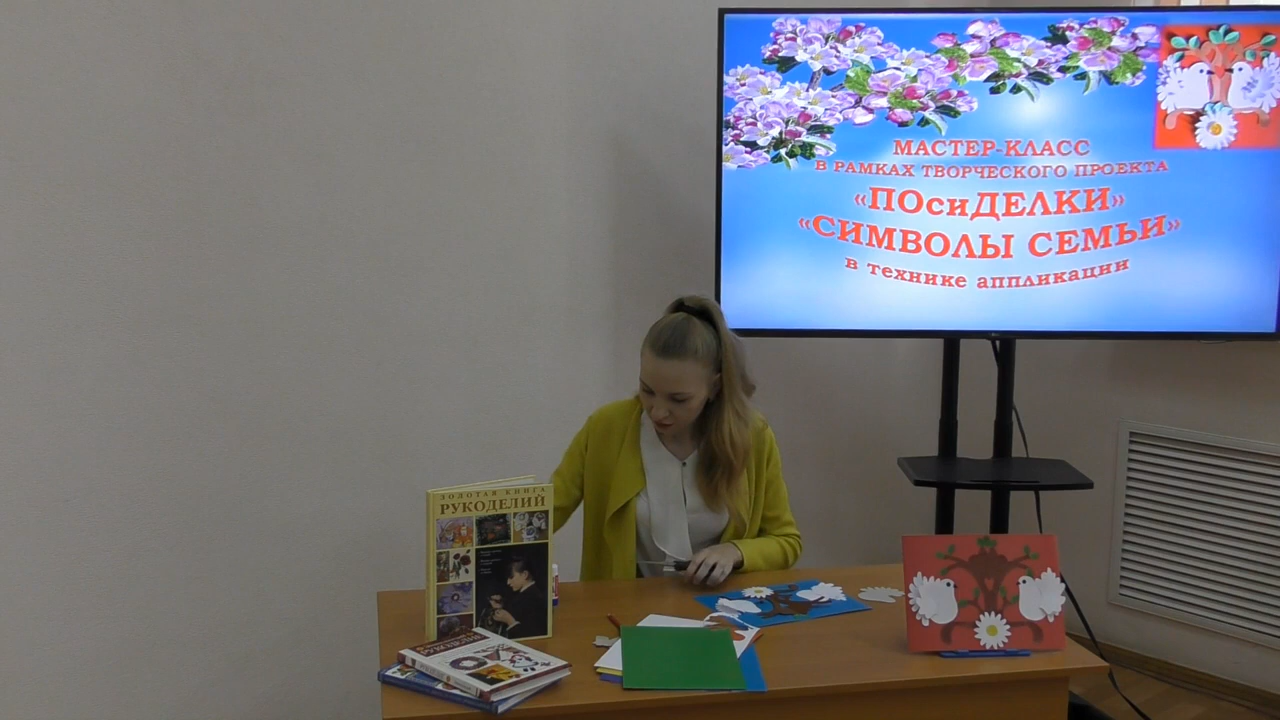 МАСТЕР-КЛАСС
В РАМКАХ ТВОРЧЕСКОГО ПРОЕКТА
«ПОсиДЕЛКИ»
«СИМВОЛЫ СЕМЬИ»
в технике аппликации
ЗОЛОТАЯ КНИГА
РУКОДЕЛИЙ